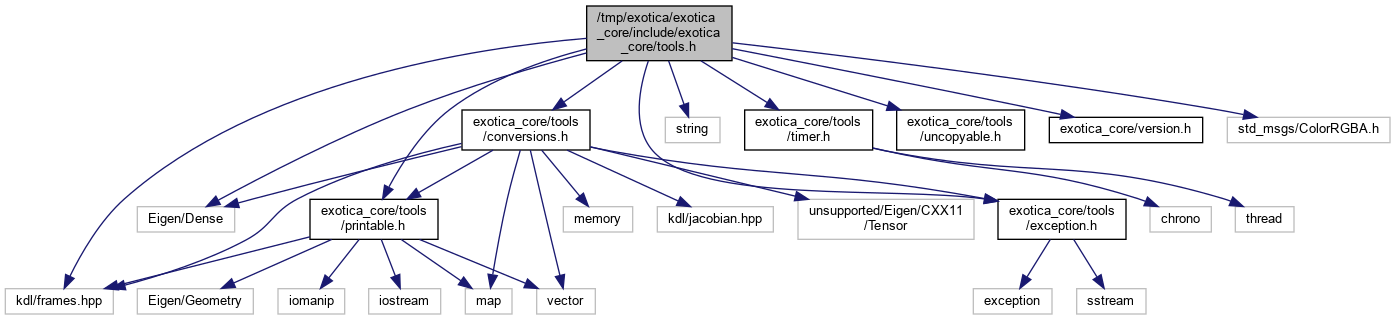 /tmp/exotica/exotica
_core/include/exotica
_core/tools.h
exotica_core/tools
/conversions.h
string
exotica_core/tools
/timer.h
exotica_core/tools
/uncopyable.h
exotica_core/version.h
std_msgs/ColorRGBA.h
Eigen/Dense
exotica_core/tools
/printable.h
memory
kdl/jacobian.hpp
unsupported/Eigen/CXX11
/Tensor
exotica_core/tools
/exception.h
chrono
thread
kdl/frames.hpp
Eigen/Geometry
iomanip
iostream
map
vector
exception
sstream